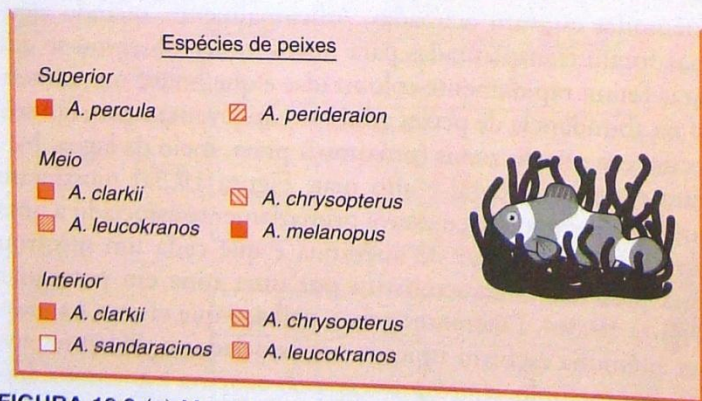 Espécies de peixes
Superior
A. percula A. perideraion
Meio
A. clarkii A. chrysopterus
A. leucokranos A. melanopus
Inferior
A. clarkii A. chrysopterus
A. sandaracinos A. leucokranos